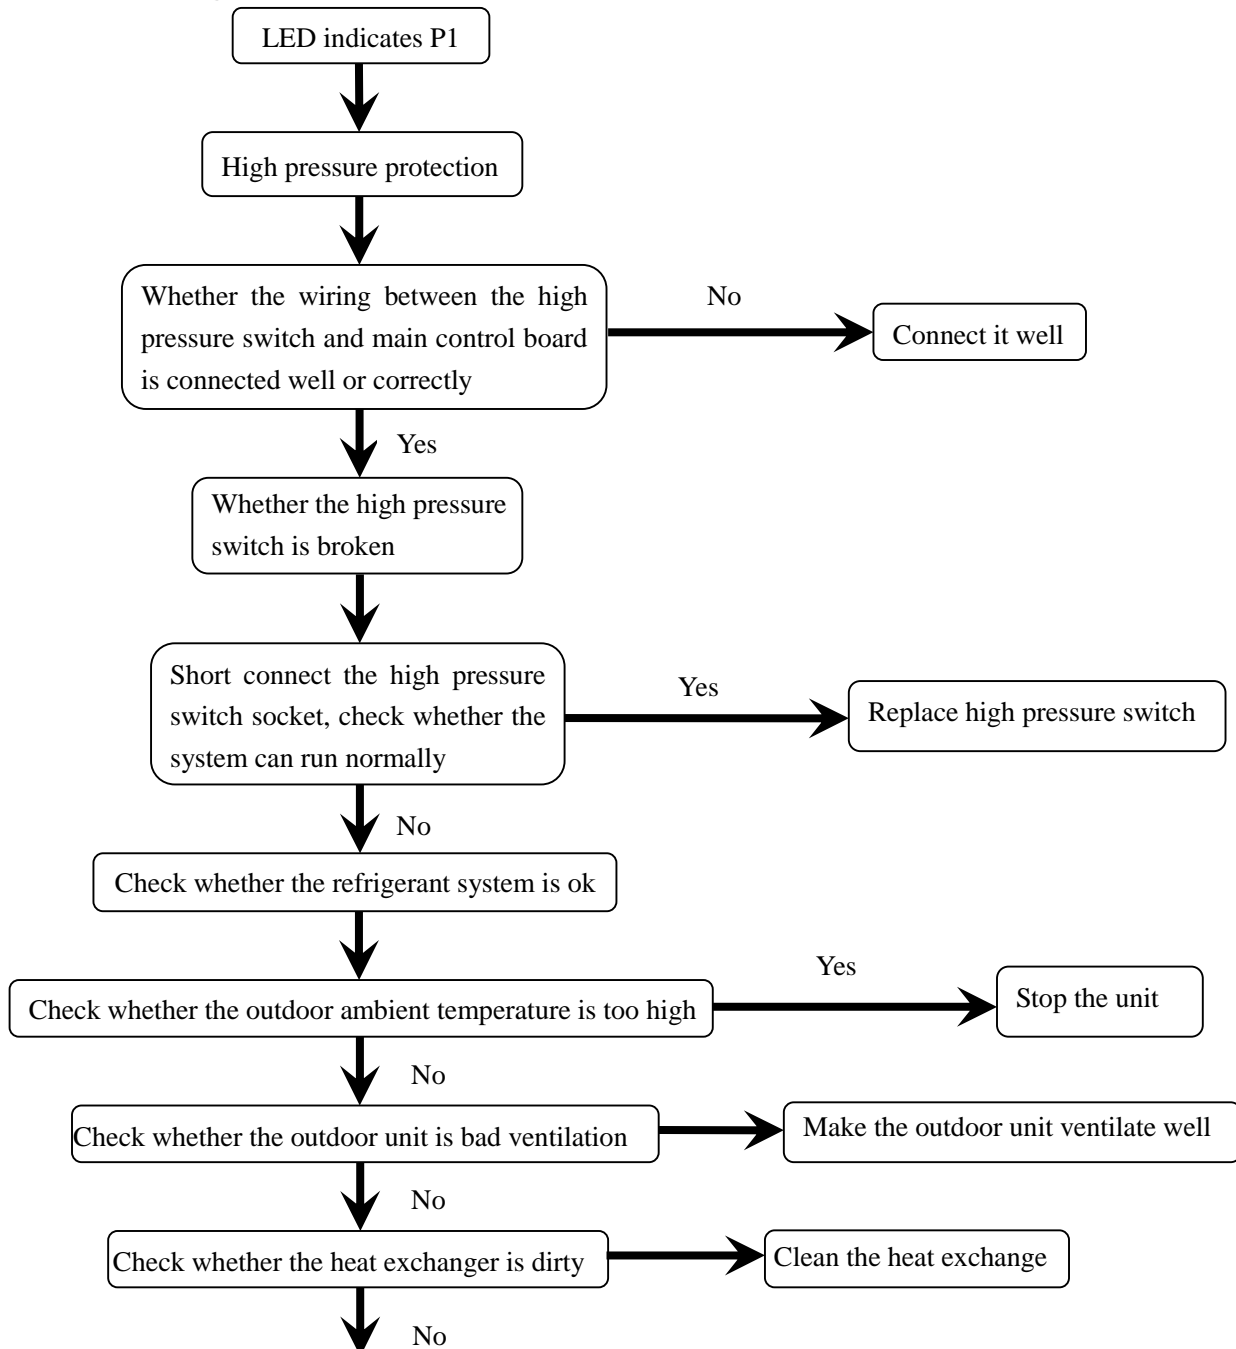 LED indicates P1
High pressure protection
Whether the wiring between the high
pressure switch and main control board
is connected well or correctly
No
Connect it well
Yes
Whether the high pressure
switch is broken
Short connect the high pressure
switch socket, check whether the
system can run normally
Yes
Replace high pressure switch
No
Check whether the refrigerant system is ok
Check whether the outdoor ambient temperature is too high
Yes
Stop the unit
No
Check whether the outdoor unit is bad ventilation
Make the outdoor unit ventilate well
No
Check whether the heat exchanger is dirty
Clean the heat exchange
No